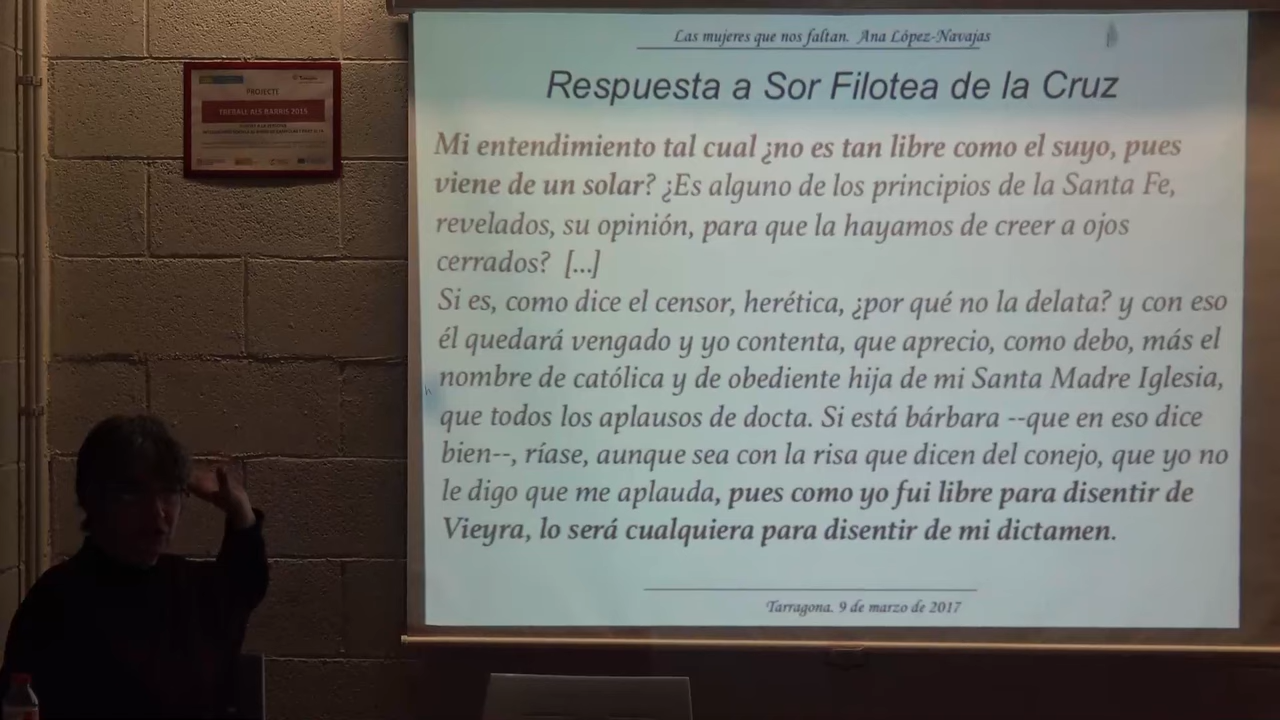 Las mujeres que nos faltan. Ana López-Navajas
Respuesta a Sor Filotea de la Cruz
Mi entendimiento tal cual ¿no es tan libre como el suyo, pues
viene de un solar? ¿Es alguno de los principios de la Santa Fe,
revelados, su opinión, para que la hayamos de creer a ojos
cerrados? [...]
Si es, como dice el censor, herética, ¿por qué no la delata? y con eso
él quedará vengado y yo contenta, que aprecio, como debo, más el
nombre de católica y de obediente hija de mi Santa Madre Iglesia,
que todos los aplausos de docta. Si está bárbara --que en eso dice
bien--, ríase, aunque sea con la risa que dicen del conejo, que yo no
le digo que me aplauda, pues como yo fui libre para disentir de
Vieyra, lo será cualquiera para disentir de mi dictamen.
Tarragona. 9 de marzo de 2017
PROJECTE
TREBALL ALS BARRIS 2015